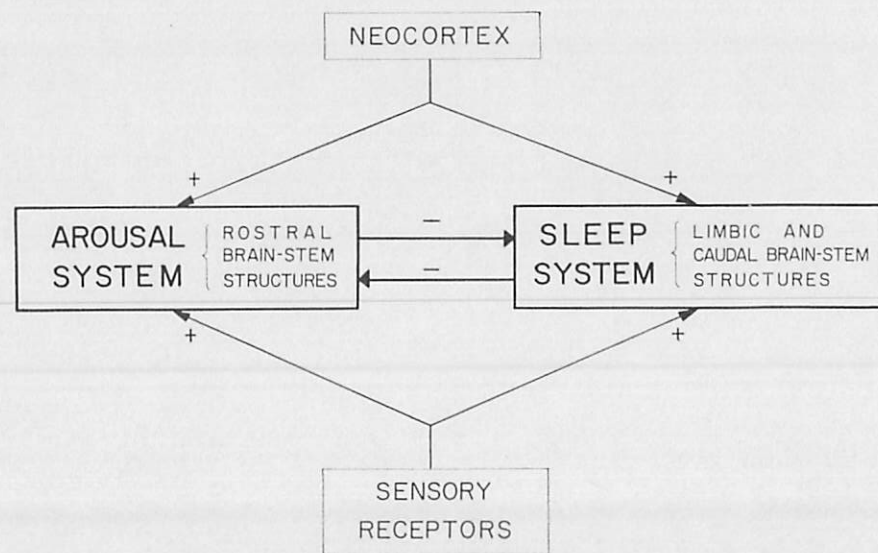 NEOCORTEX
+
+
AROUSAL SYSTEM
ROSTRAL
BRAIN-STEM
STRUCTURES
−
−
SLEEP SYSTEM
LIMBIC AND
CAUDAL BRAIN-STEM
STRUCTURES
+
+
SENSORY
RECEPTORS